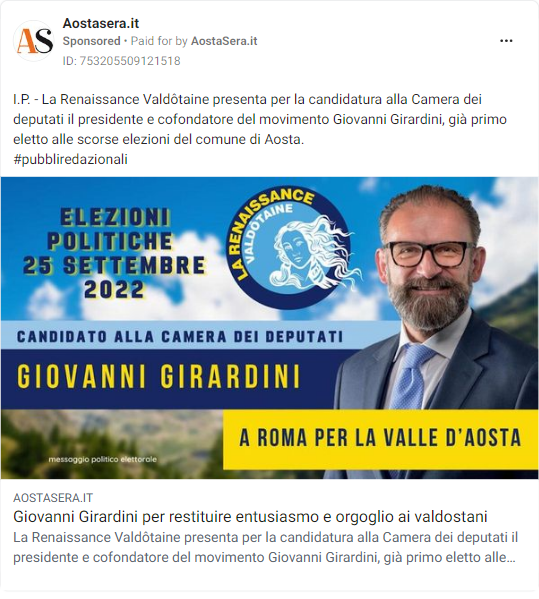 Aostasera.it
Sponsored • Paid for by AostaSera.it
ID: 753205509121518
I.P. - La Renaissance Valdôtaine presenta per la candidatura alla Camera dei
deputati il presidente e cofondatore del movimento Giovanni Girardini, già primo
eletto alle scorse elezioni del comune di Aosta.
#pubbliredazionali
ELEZIONI
POLITICHE
25 SETTEMBRE
2022
LA RENAISSANCE
VALDOTAINE
CANDIDATO ALLA CAMERA DEI DEPUTATI
GIOVANNI GIRARDINI
A ROMA PER LA VALLE D'AOSTA
messaggio politico elettorale
AOSTASERA.IT
Giovanni Girardini per restituire entusiasmo e orgoglio ai valdostani
La Renaissance Valdôtaine presenta per la candidatura alla Camera dei deputati il
presidente e cofondatore del movimento Giovanni Girardini, già primo eletto alle...